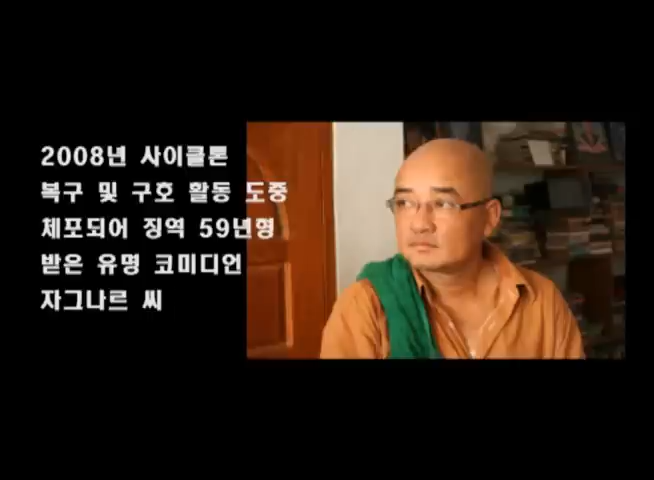 2008년 사이클론
복구 및 구호 활동 도중
체포되어 징역 59년형
받은 유명 코미디언
자그나르 씨